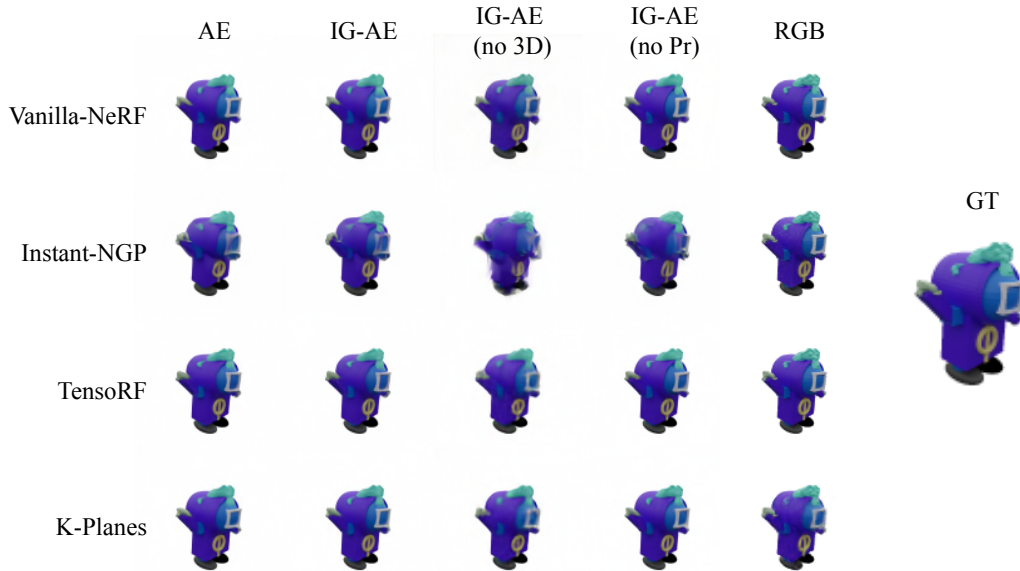 AE
IG-AE
IG-AE
(no 3D)
IG-AE
(no Pr)
RGB
Vanilla-NeRF
Instant-NGP
GT
TensoRF
K-Planes